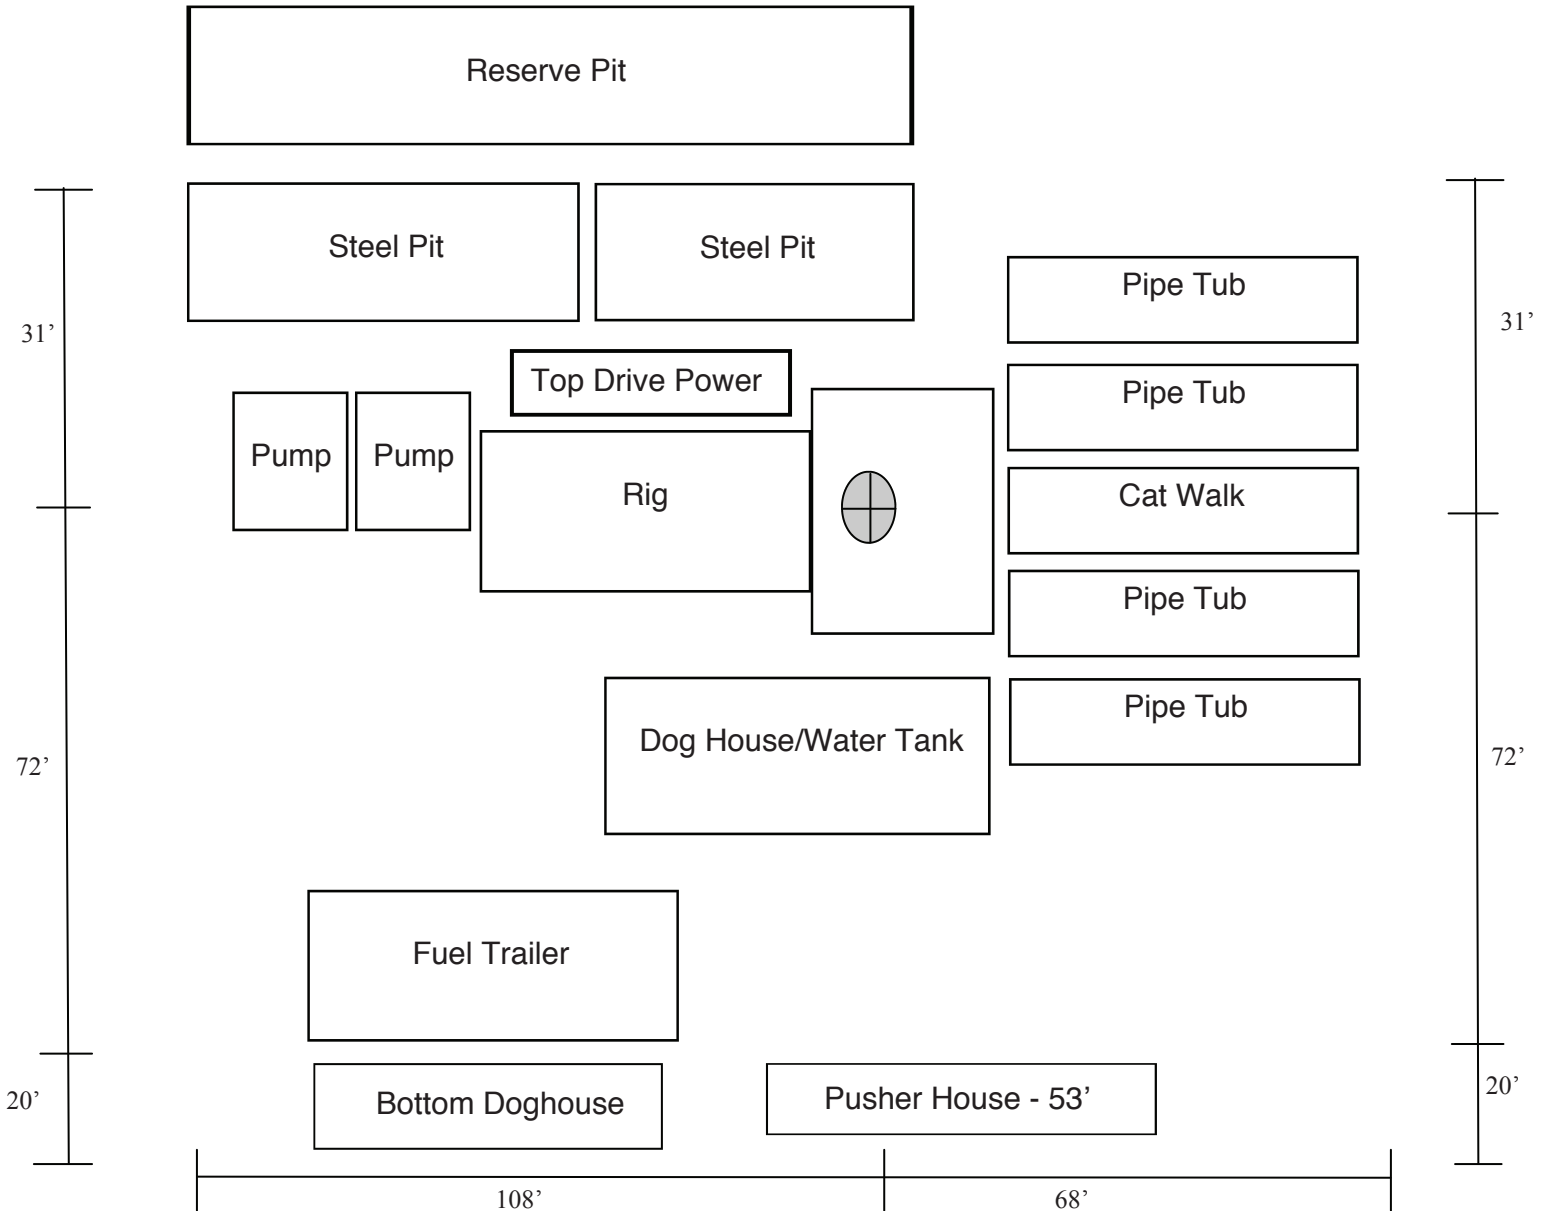 Reserve Pit
Steel Pit
Steel Pit
Pipe Tub
31’
31’
Top Drive Power
Pipe Tub
Pump
Pump
Rig
Cat Walk
Pipe Tub
Pipe Tub
Dog House/Water Tank
72’
72’
Fuel Trailer
Bottom Doghouse
Pusher House - 53’
20’
20’
108’
68’